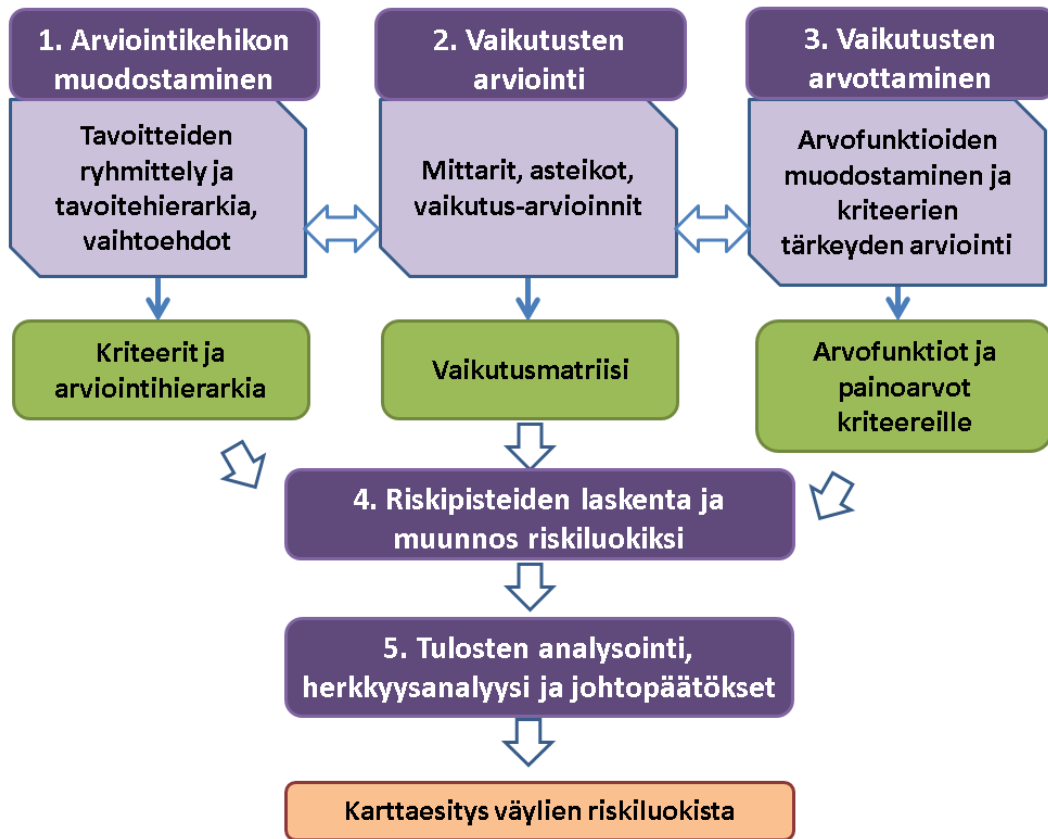 1. Arviointikehikon
muodostaminen
2. Vaikutusten
arviointi
3. Vaikutusten
arvottaminen
Tavoitteiden
ryhmittely ja
tavoitehierarkia,
vaihtoehdot
Mittarit, asteikot,
vaikutus-arvioinnit
Arvofunktioiden
muodostaminen ja
kriteerien
tärkeyden arviointi
Kriteerit ja
arviointihierarkia
Vaikutusmatriisi
Arvofunktiot ja
painoarvot
kriteereille
4. Riskipisteiden laskenta ja
muunnos riskiluokiksi
5. Tulosten analysointi,
herkkyysanalyysi ja johtopäätökset
Karttaesitys väylien riskiluokista